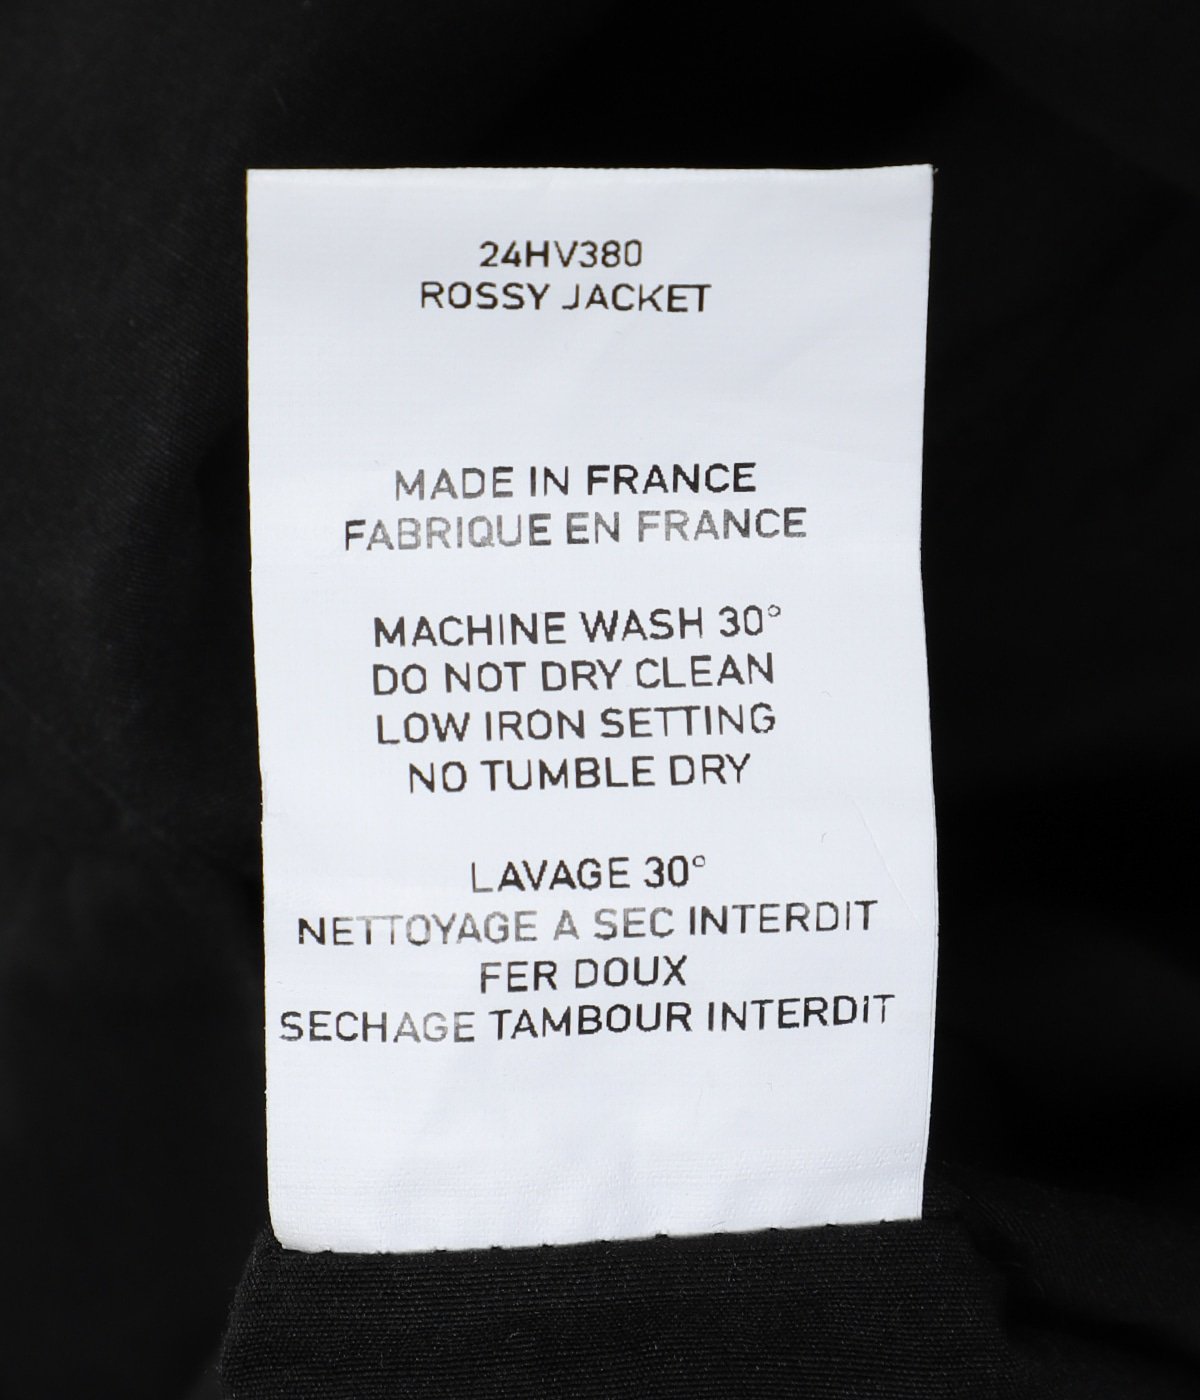 24HV380
ROSSY JACKET
MADE IN FRANCE
FABRIQUE EN FRANCE
MACHINE WASH 30°
DO NOT DRY CLEAN
LOW IRON SETTING
NO TUMBLE DRY
LAVAGE 30°
NETTOYAGE A SEC INTERDIT
FER DOUX
SECHAGE TAMBOUR INTERDIT